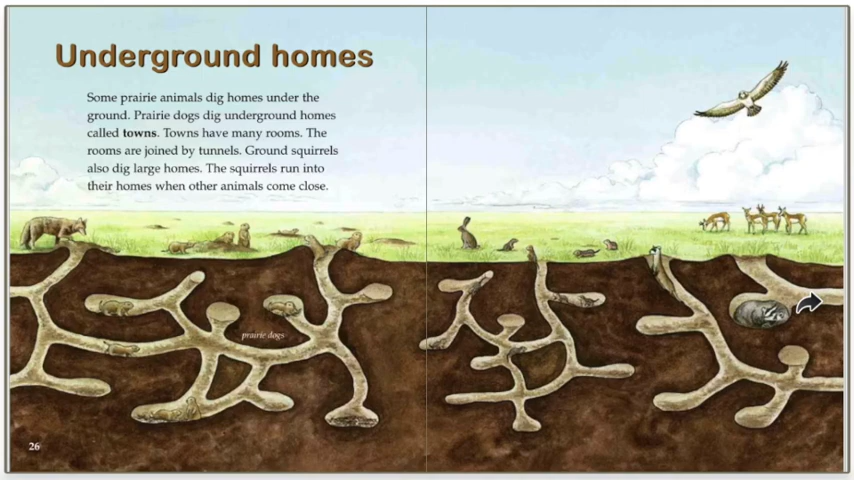 Underground homes
Some prairie animals dig homes under the
ground. Prairie dogs dig underground homes
called towns. Towns have many rooms. The
rooms are joined by tunnels. Ground squirrels
also dig large homes. The squirrels run into
their homes when other animals come close.
prairie dogs
26